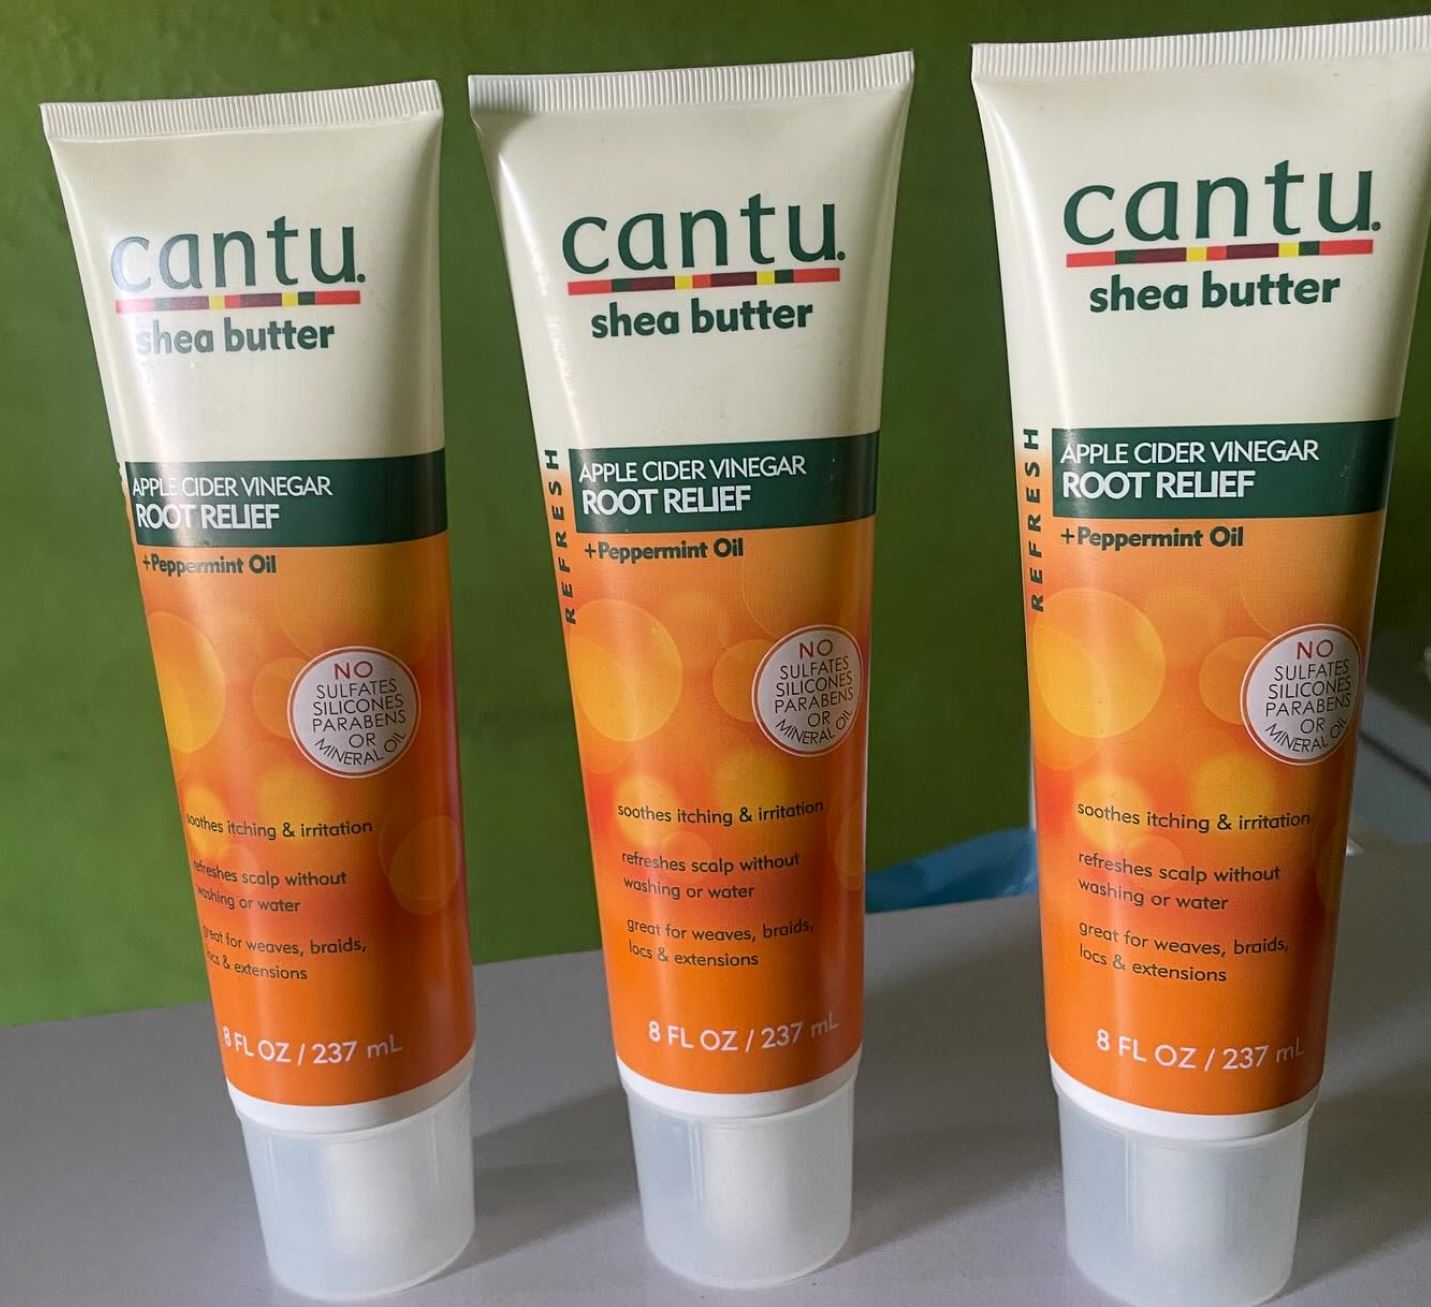 cantu.
shea butter
APPLE CIDER VINEGAR
ROOT RELIEF
+Peppermint Oil
NO
SULFATES
SILICONES
PARABENS
OR
MINERAL OIL
soothes itching & irritation
refreshes scalp without
washing or water
great for weaves, braids,
locs & extensions
8 FL OZ / 237 mL
cantu.
shea butter
REFRESH
APPLE CIDER VINEGAR
ROOT RELIEF
+Peppermint Oil
NO
SULFATES
SILICONES
PARABENS
OR
MINERAL OIL
soothes itching & irritation
refreshes scalp without
washing or water
great for weaves, braids,
locs & extensions
8 FL OZ / 237 mL
cantu.
shea butter
REFRESH
APPLE CIDER VINEGAR
ROOT RELIEF
+Peppermint Oil
NO
SULFATES
SILICONES
PARABENS
OR
MINERAL OIL
soothes itching & irritation
refreshes scalp without
washing or water
great for weaves, braids,
locs & extensions
8 FL OZ / 237 mL